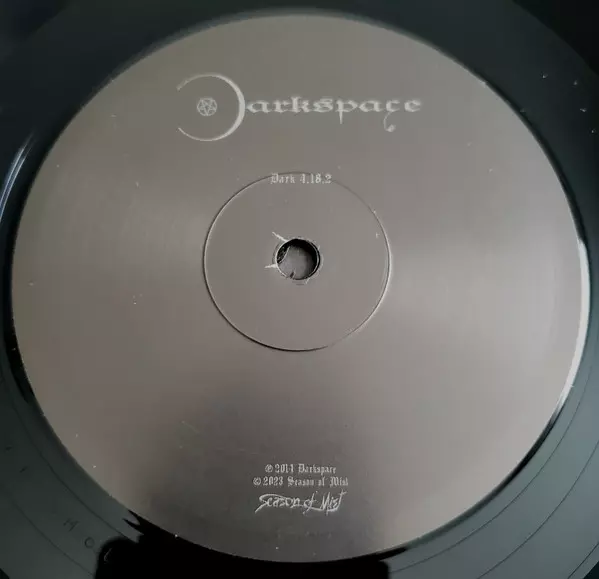 Darkspace
Dark 4.18.2
℗ 2014 Darkspace
© 2023 Season of Mist
Season of Mist